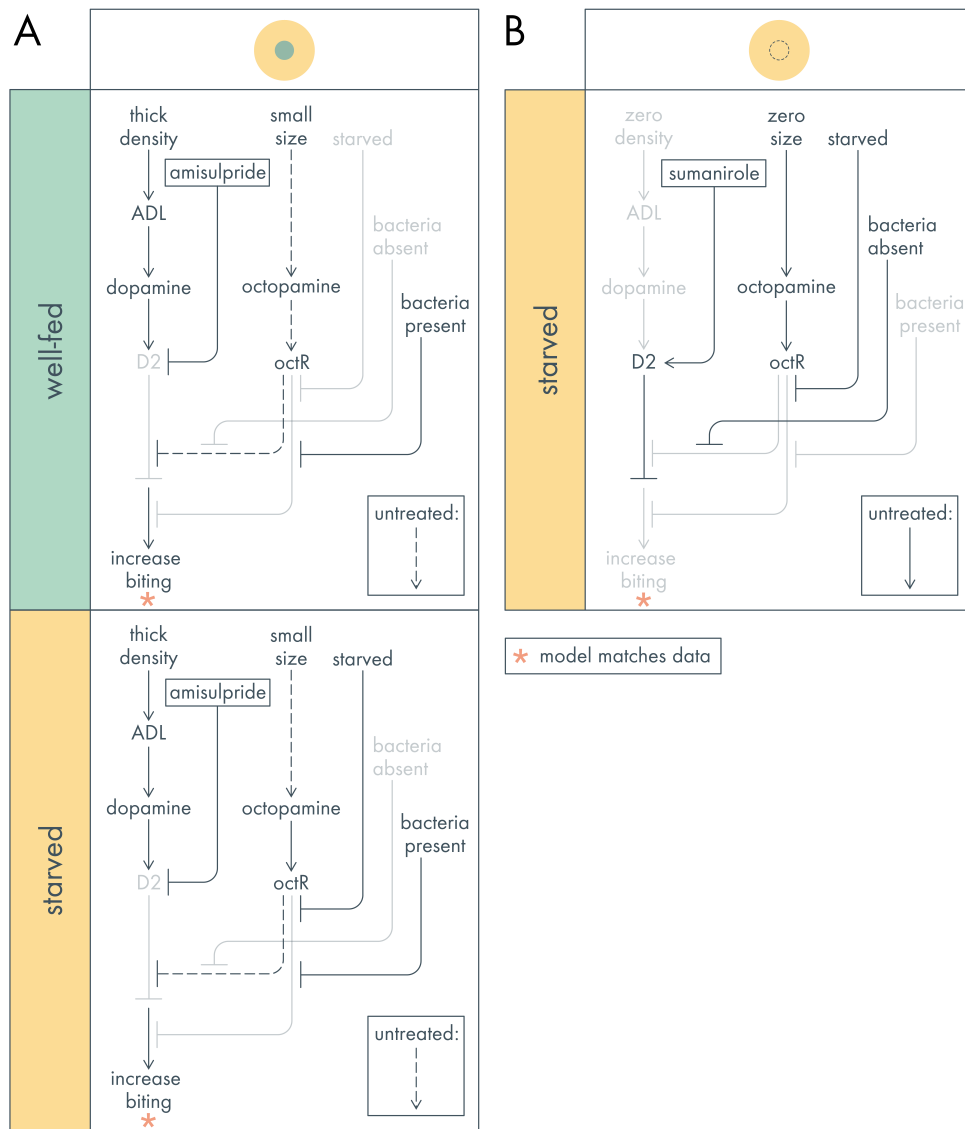 A
well-fed
thick
density
small
size
starved
amisulpride
ADL
bacteria
absent
dopamine
octopamine
bacteria
present
D2
octR
untreated:
increase
biting
*
starved
thick
density
small
size
starved
amisulpride
ADL
bacteria
absent
dopamine
octopamine
bacteria
present
D2
octR
untreated:
increase
biting
*
B
starved
zero
density
zero
size
starved
sumanirole
ADL
bacteria
absent
dopamine
octopamine
bacteria
present
D2
octR
untreated:
increase
biting
*
* model matches data